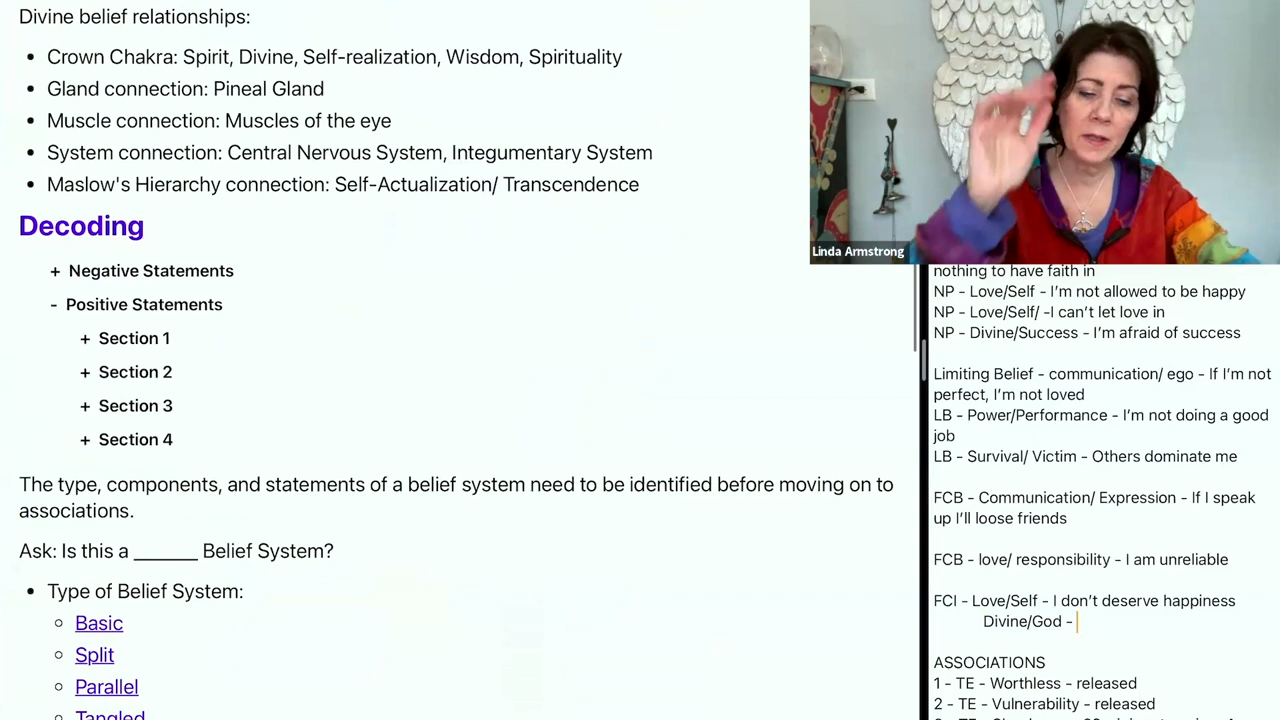 Divine belief relationships:
• Crown Chakra: Spirit, Divine, Self-realization, Wisdom, Spirituality
• Gland connection: Pineal Gland
• Muscle connection: Muscles of the eye
• System connection: Central Nervous System, Integumentary System
• Maslow's Hierarchy connection: Self-Actualization/ Transcendence
Decoding
+ Negative Statements
- Positive Statements
+ Section 1
+ Section 2
+ Section 3
+ Section 4
The type, components, and statements of a belief system need to be identified before moving on to
associations.
Ask: Is this a _______ Belief System?
• Type of Belief System:
○ Basic
○ Split
○ Parallel
○ Tangled
Linda Armstrong
nothing to have faith in
NP - Love/Self - I’m not allowed to be happy
NP - Love/Self/ -I can’t let love in
NP - Divine/Success - I’m afraid of success
Limiting Belief - communication/ ego - If I’m not
perfect, I’m not loved
LB - Power/Performance - I’m not doing a good
job
LB - Survival/ Victim - Others dominate me
FCB - Communication/ Expression - If I speak
up I’ll loose friends
FCB - love/ responsibility - I am unreliable
FCI - Love/Self - I don’t deserve happiness
Divine/God -
ASSOCIATIONS
1 - TE - Worthless - released
2 - TE - Vulnerability - released